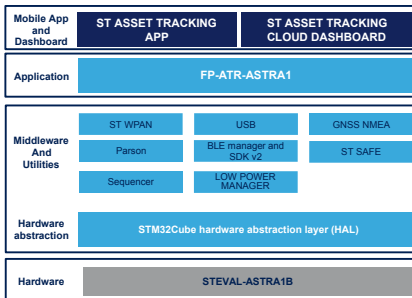 Mobile App
and
Dashboard
ST ASSET TRACKING
APP
ST ASSET TRACKING
CLOUD DASHBOARD
Application
FP-ATR-ASTRA1
Middleware
And
Utilities
ST WPAN
USB
GNSS NMEA
Parson
BLE manager and
SDK v2
ST SAFE
Sequencer
LOW POWER
MANAGER
Hardware
abstraction
STM32Cube hardware abstraction layer (HAL)
Hardware
STEVAL-ASTRA1B